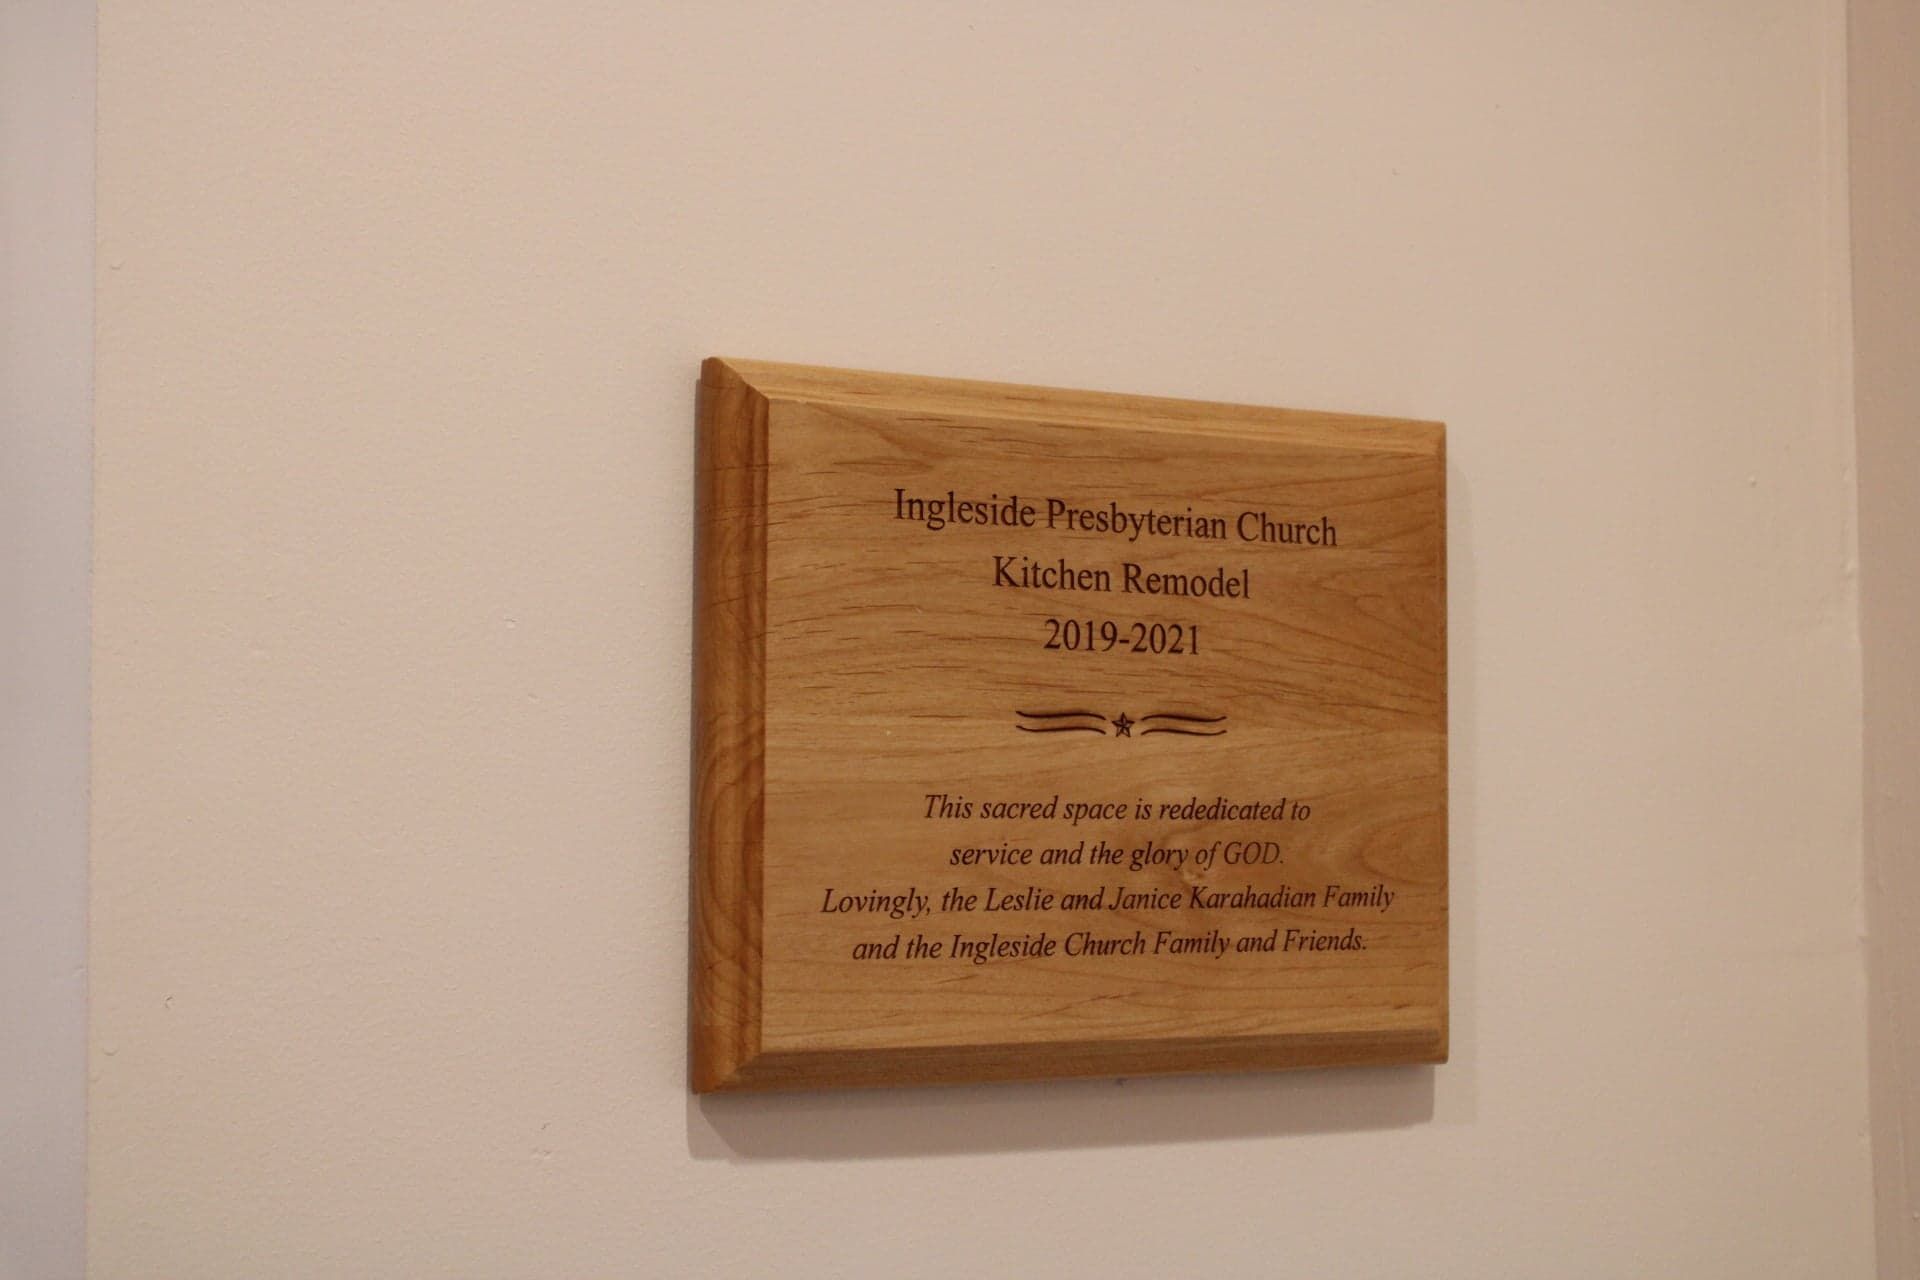 Ingleside Presbyterian Church
Kitchen Remodel
2019-2021
This sacred space is rededicated to
service and the glory of GOD.
Lovingly, the Leslie and Janice Karahadian Family
and the Ingleside Church Family and Friends.